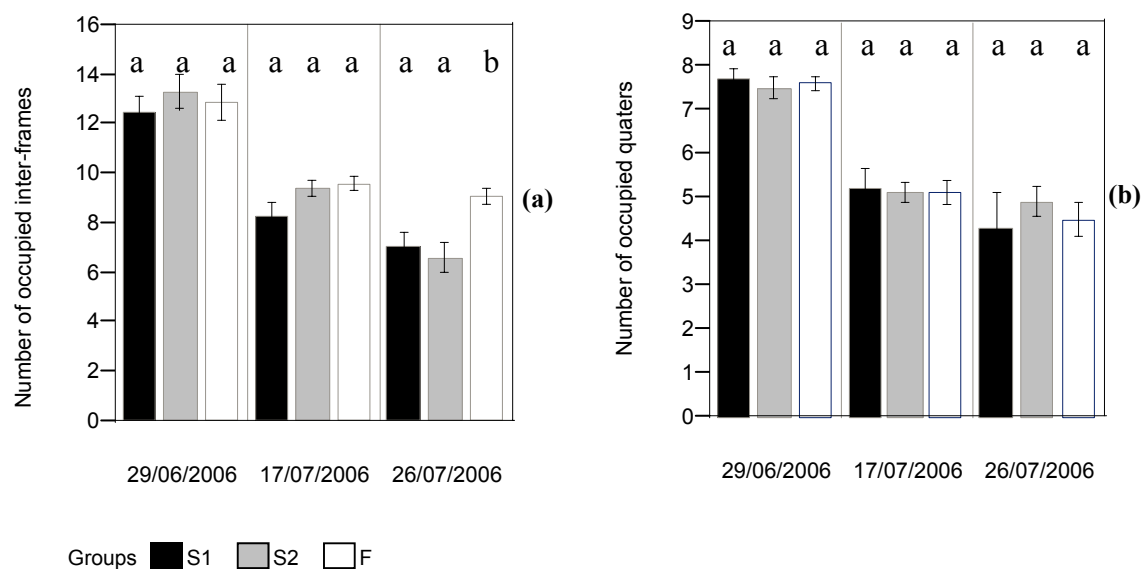 Number of occupied inter-frames
16
14
12
10
8
6
4
2
0
a a a a a a a a b
29/06/2006 17/07/2006 26/07/2006
(a)
Number of occupied quaters
9
8
7
6
5
4
3
2
1
0
a a a a a a a a a
29/06/2006 17/07/2006 26/07/2006
(b)
Groups S1 S2 F